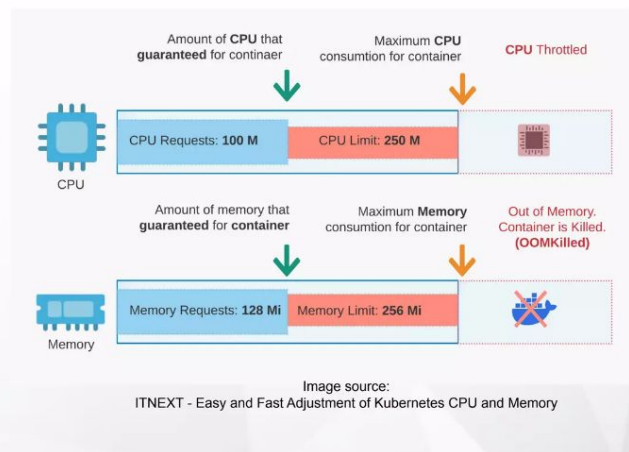 Amount of CPU that
guaranteed for continaer
Maximum CPU
consumtion for container
CPU Throttled
CPU Requests: 100 M
CPU Limit: 250 M
CPU
Amount of memory that
guaranteed for container
Maximum Memory
consumtion for container
Out of Memory.
Container is Killed.
(OOMKilled)
Memory Requests: 128 Mi
Memory Limit: 256 Mi
Memory
Image source:
ITNEXT - Easy and Fast Adjustment of Kubernetes CPU and Memory